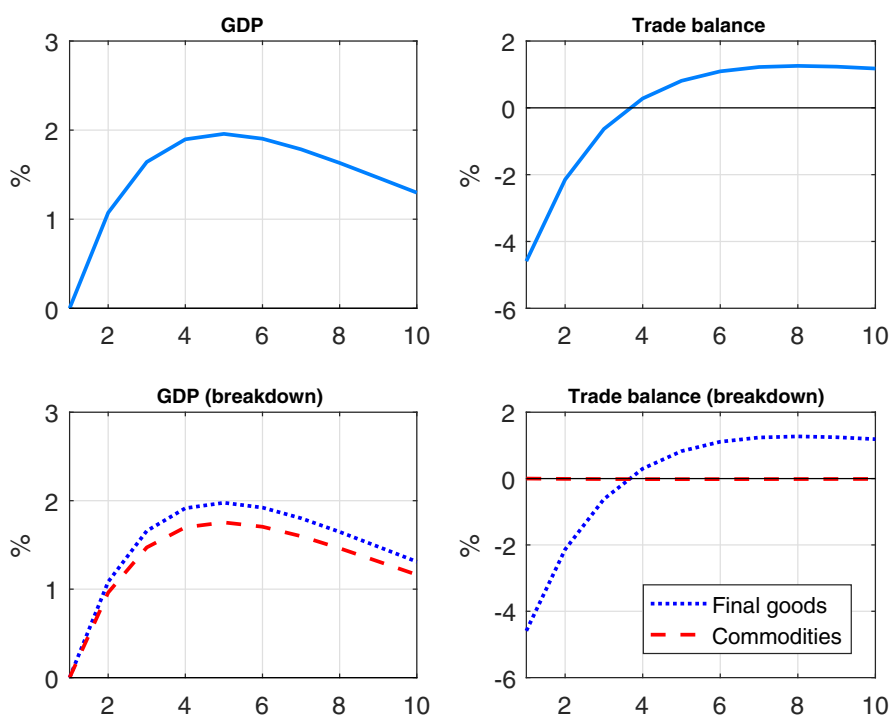 GDP
3
2
1
0
%
2 4 6 8 10
Trade balance
2
0
-2
-4
-6
%
2 4 6 8 10
GDP (breakdown)
3
2
1
0
%
2 4 6 8 10
Trade balance (breakdown)
2
0
-2
-4
-6
%
2 4 6 8 10
Final goods
Commodities